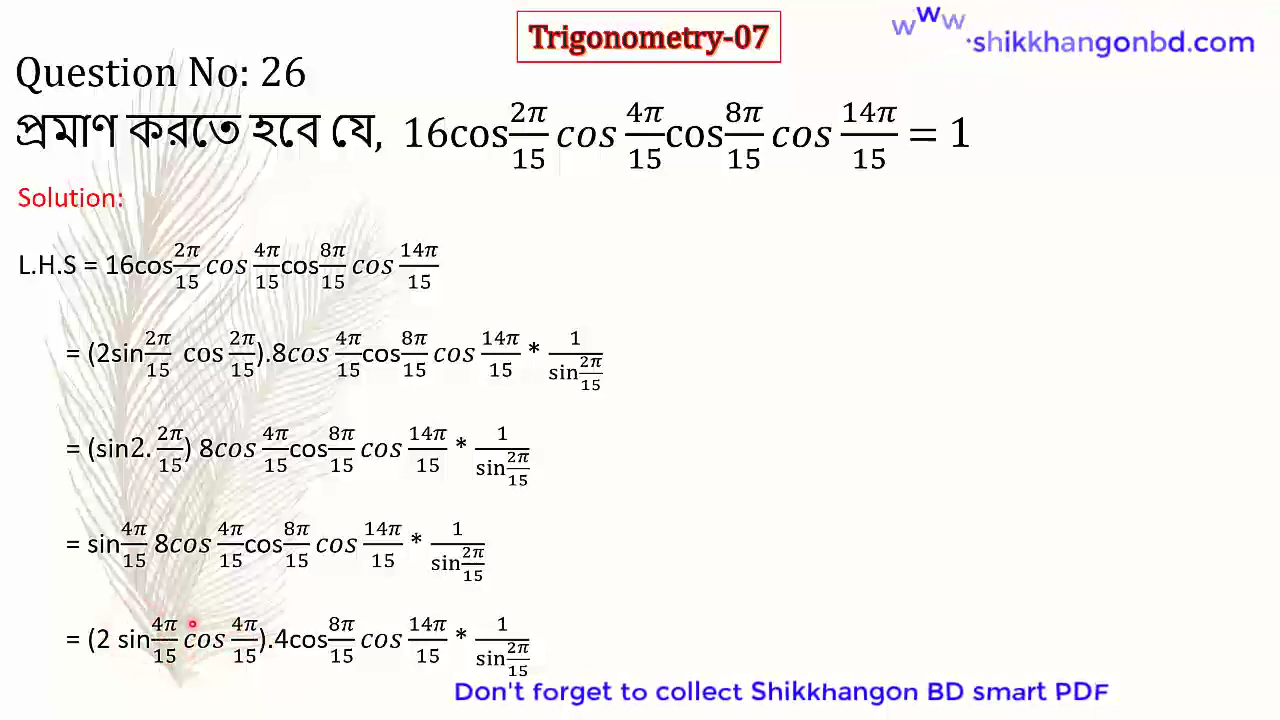 Trigonometry-07
www.shikkhangonbd.com
Question No: 26
প্রমাণ করতে হবে যে, 16cos 2π/15 cos 4π/15 cos 8π/15 cos 14π/15 = 1
Solution:
L.H.S = 16cos 2π/15 cos 4π/15 cos 8π/15 cos 14π/15
= (2sin 2π/15 cos 2π/15).8cos 4π/15 cos 8π/15 cos 14π/15 * 1/sin 2π/15
= (sin2. 2π/15) 8cos 4π/15 cos 8π/15 cos 14π/15 * 1/sin 2π/15
= sin 4π/15 8cos 4π/15 cos 8π/15 cos 14π/15 * 1/sin 2π/15
= (2 sin 4π/15 cos 4π/15).4cos 8π/15 cos 14π/15 * 1/sin 2π/15
Don't forget to collect Shikkhangon BD smart PDF